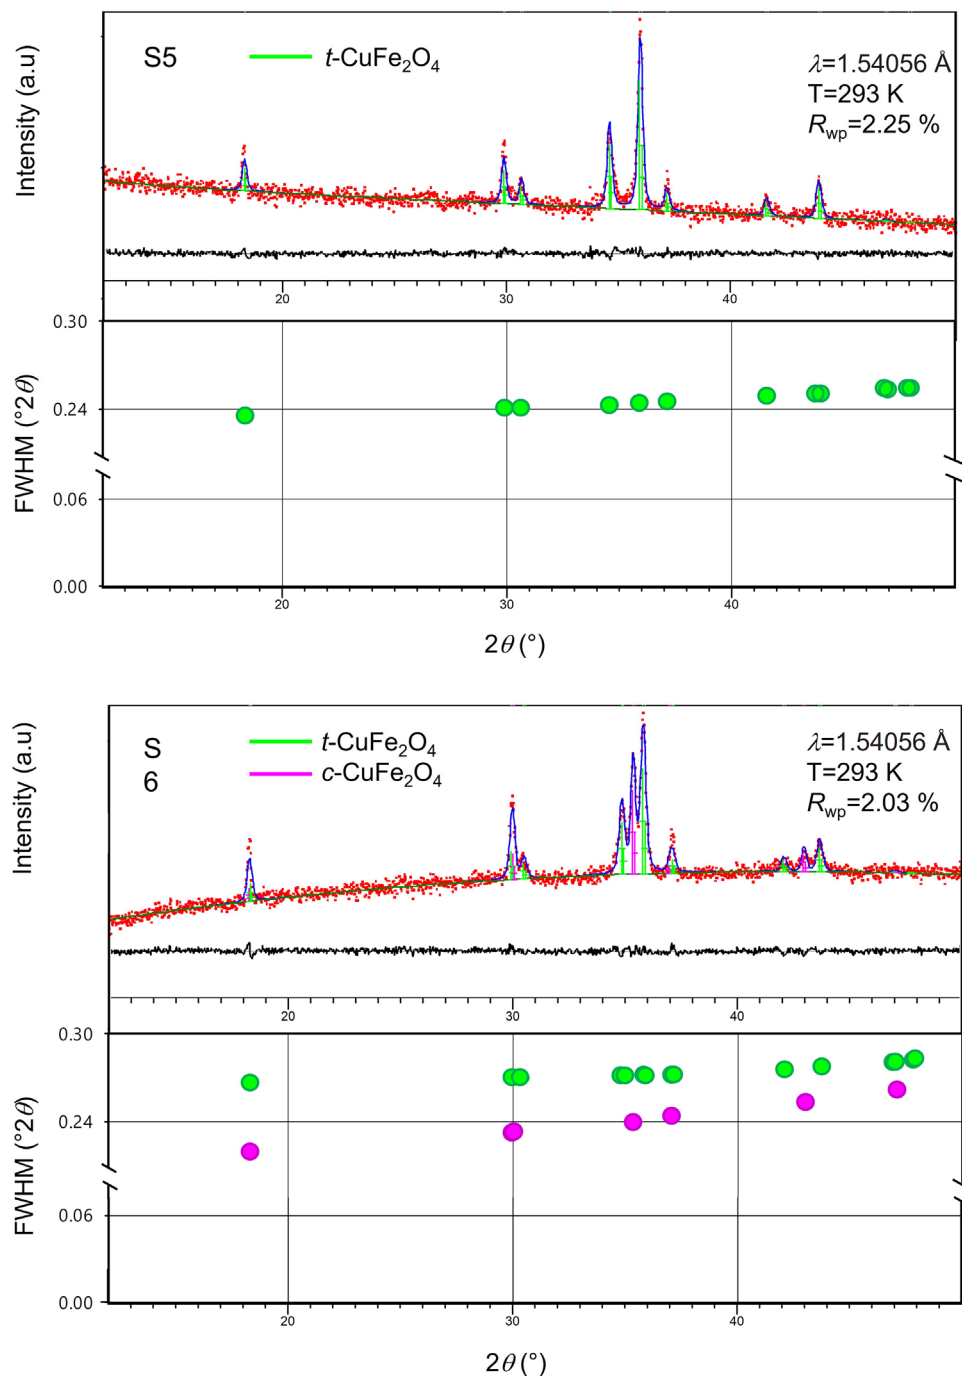 S5
t-CuFe₂O₄
λ=1.54056 Å
T=293 K
Rwp=2.25 %
Intensity (a.u)
20
30
40
0.30
0.24
0.06
0.00
FWHM (°2θ)
20
30
40
2θ (°)
S
6
t-CuFe₂O₄
c-CuFe₂O₄
λ=1.54056 Å
T=293 K
Rwp=2.03 %
Intensity (a.u)
20
30
40
0.30
0.24
0.06
0.00
FWHM (°2θ)
20
30
40
2θ (°)